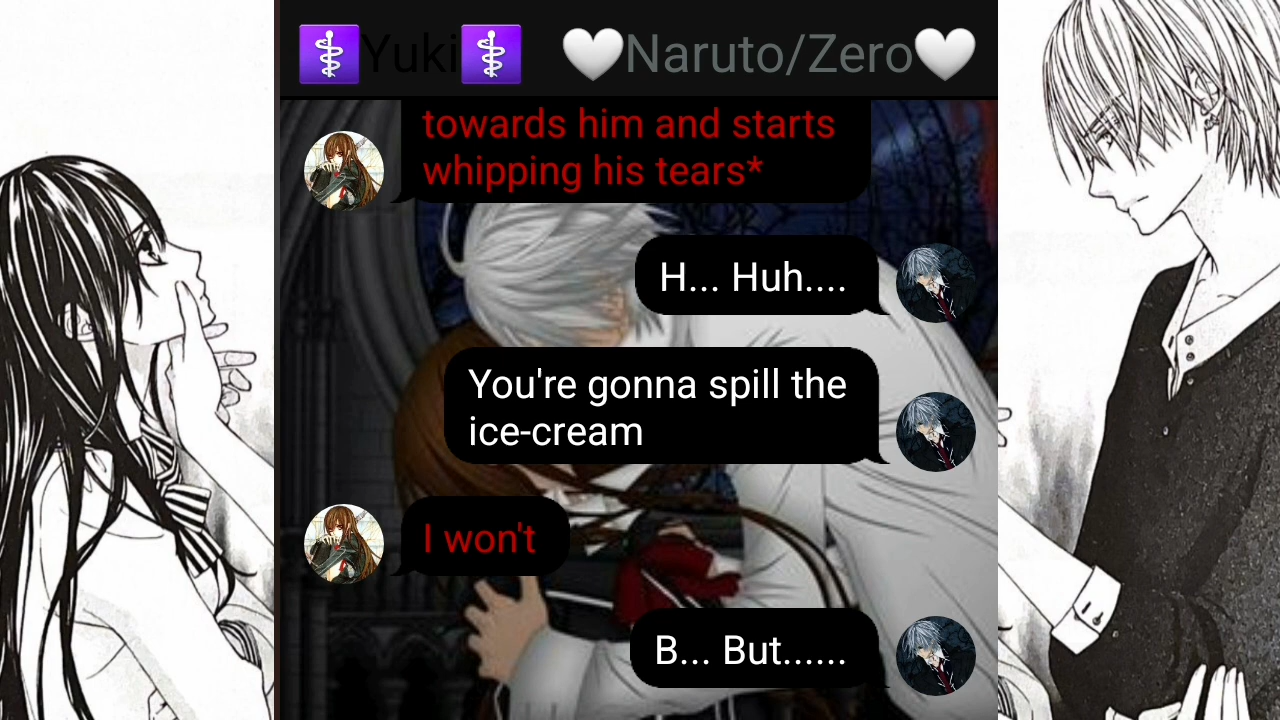 Yuki Naruto/Zero
towards him and starts
whipping his tears*
H... Huh....
You're gonna spill the
ice-cream
I won't
B... But......